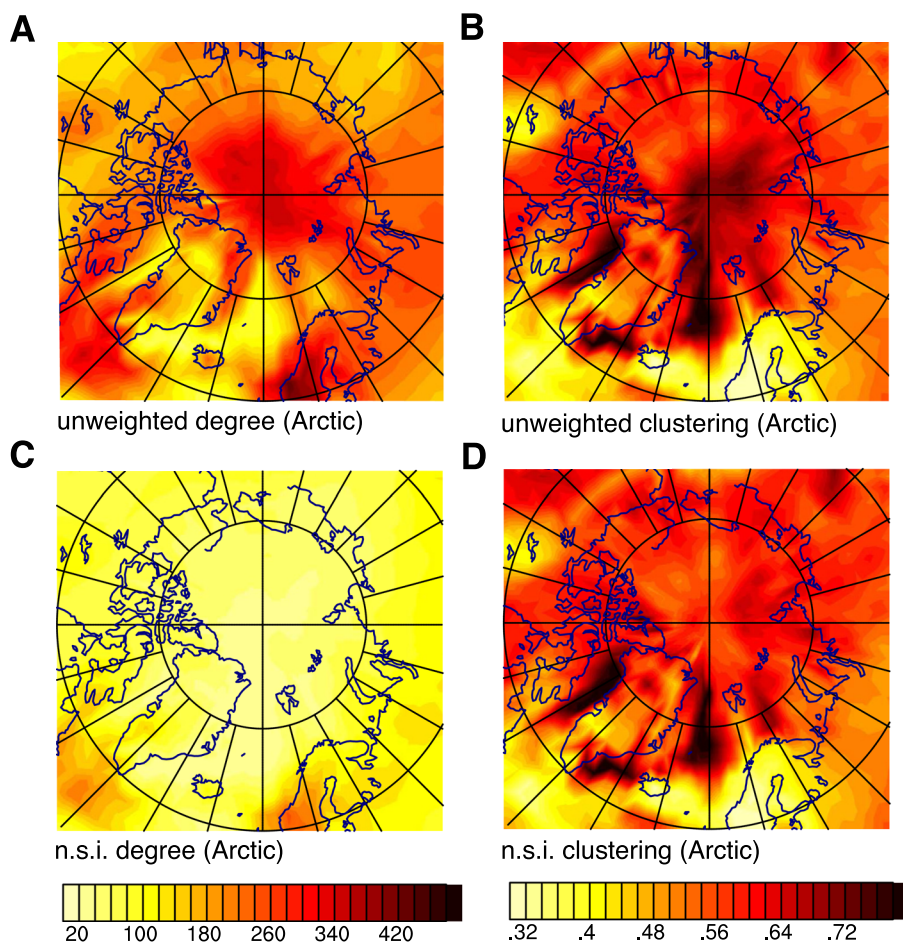 A
B
unweighted degree (Arctic)
unweighted clustering (Arctic)
C
D
n.s.i. degree (Arctic)
n.s.i. clustering (Arctic)
20 100 180 260 340 420
.32 .4 .48 .56 .64 .72